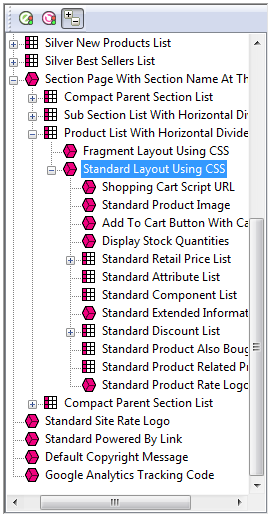 Silver New Products List
Silver Best Sellers List
Section Page With Section Name At Th
Compact Parent Section List
Sub Section List With Horizontal Di
Product List With Horizontal Divide
Fragment Layout Using CSS
Standard Layout Using CSS
Shopping Cart Script URL
Standard Product Image
Add To Cart Button With Ca
Display Stock Quantities
Standard Retail Price List
Standard Attribute List
Standard Component List
Standard Extended Informat
Standard Discount List
Standard Product Also Boug
Standard Product Related Pr
Standard Product Rate Logo
Compact Parent Section List
Standard Site Rate Logo
Standard Powered By Link
Default Copyright Message
Google Analytics Tracking Code